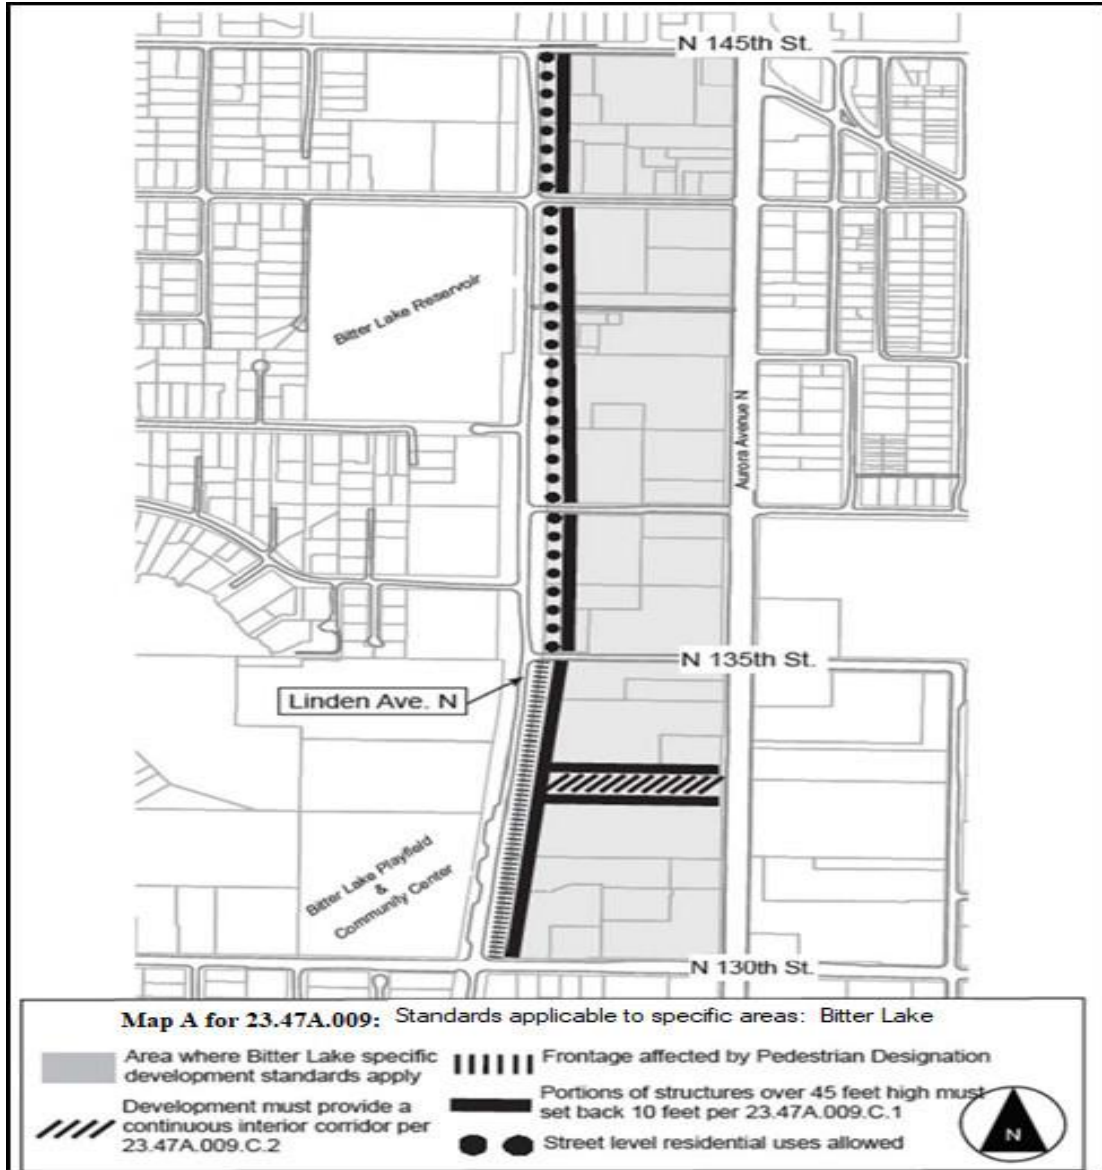 N 145th St.
Bitter Lake Reservoir
Aurora Avenue N
N 135th St.
Linden Ave. N
Bitter Lake Playfield
&
Community Center
N 130th St.
Map A for 23.47A.009: Standards applicable to specific areas: Bitter Lake
Area where Bitter Lake specific
development standards apply
Development must provide a
continuous interior corridor per
23.47A.009.C.2
Frontage affected by Pedestrian Designation
Portions of structures over 45 feet high must
set back 10 feet per 23.47A.009.C.1
Street level residential uses allowed
N